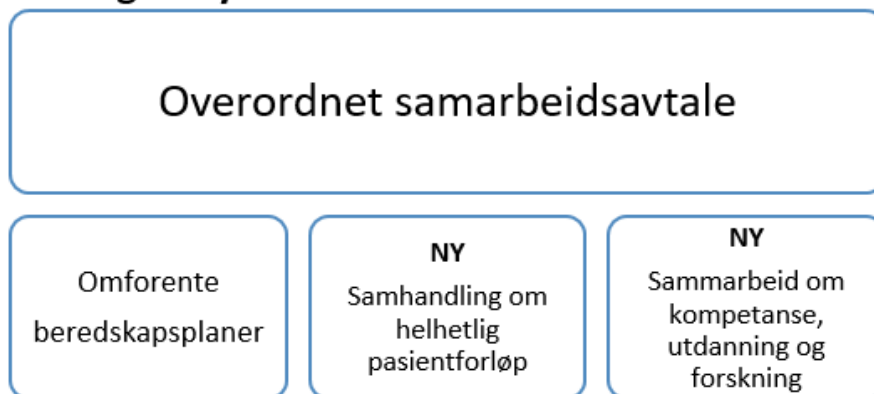 Overordnet samarbeidsavtale
Omforente
beredskapsplaner
NY
Samhandling om
helhetlig
pasientforløp
NY
Sammarbeid om
kompetanse,
utdanning og
forskning